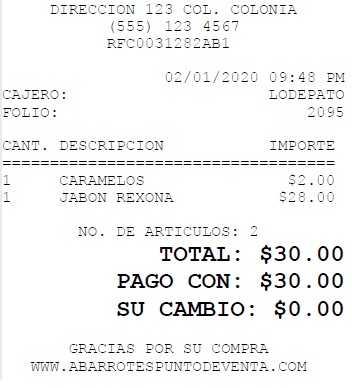 DIRECCION 123 COL. COLONIA
(555) 123 4567
RFC0031282AB1
02/01/2020 09:48 PM
CAJERO: LODEPATO
FOLIO: 2095
CANT. DESCRIPCION IMPORTE
===================================
1 CARAMELOS $2.00
1 JABON REXONA $28.00
NO. DE ARTICULOS: 2
TOTAL: $30.00
PAGO CON: $30.00
SU CAMBIO: $0.00
GRACIAS POR SU COMPRA
WWW.ABARROTESPUNTODEVENTA.COM